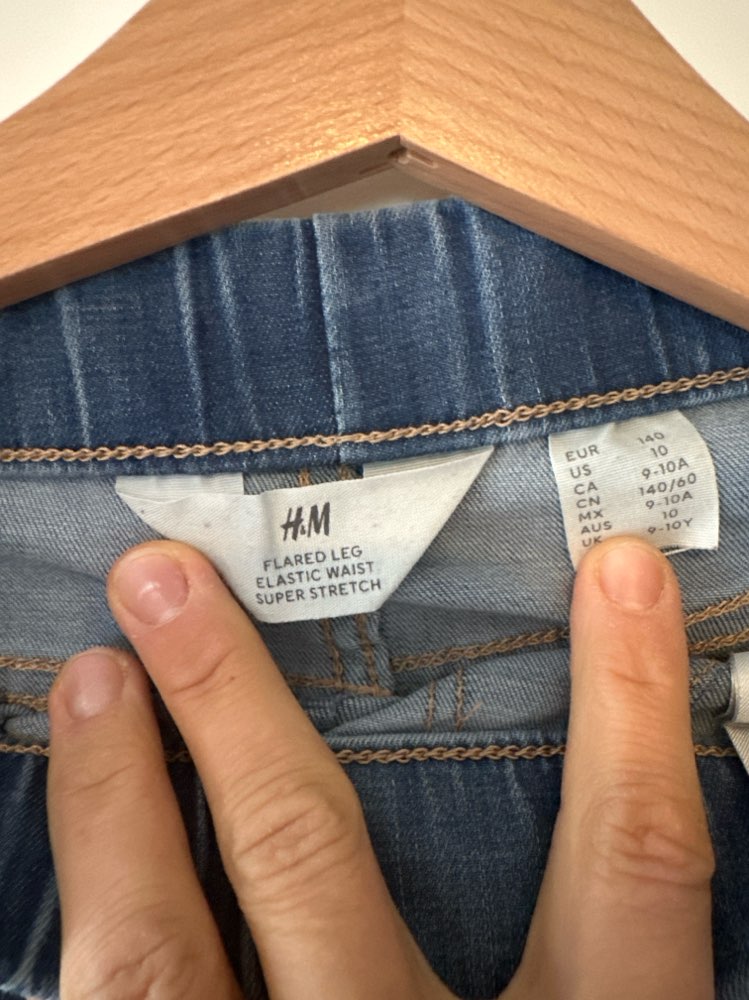 H&M
FLARED LEG
ELASTIC WAIST
SUPER STRETCH
EUR 140
US 10
CA 9-10A
CN 140/60
MX 9-10A
AUS 10
UK 9-10Y